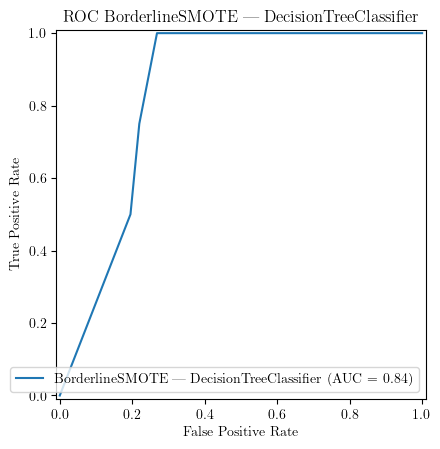 ROC BorderlineSMOTE — DecisionTreeClassifier
1.0
0.8
0.6
0.4
0.2
0.0
True Positive Rate
BorderlineSMOTE — DecisionTreeClassifier (AUC = 0.84)
0.0 0.2 0.4 0.6 0.8 1.0
False Positive Rate